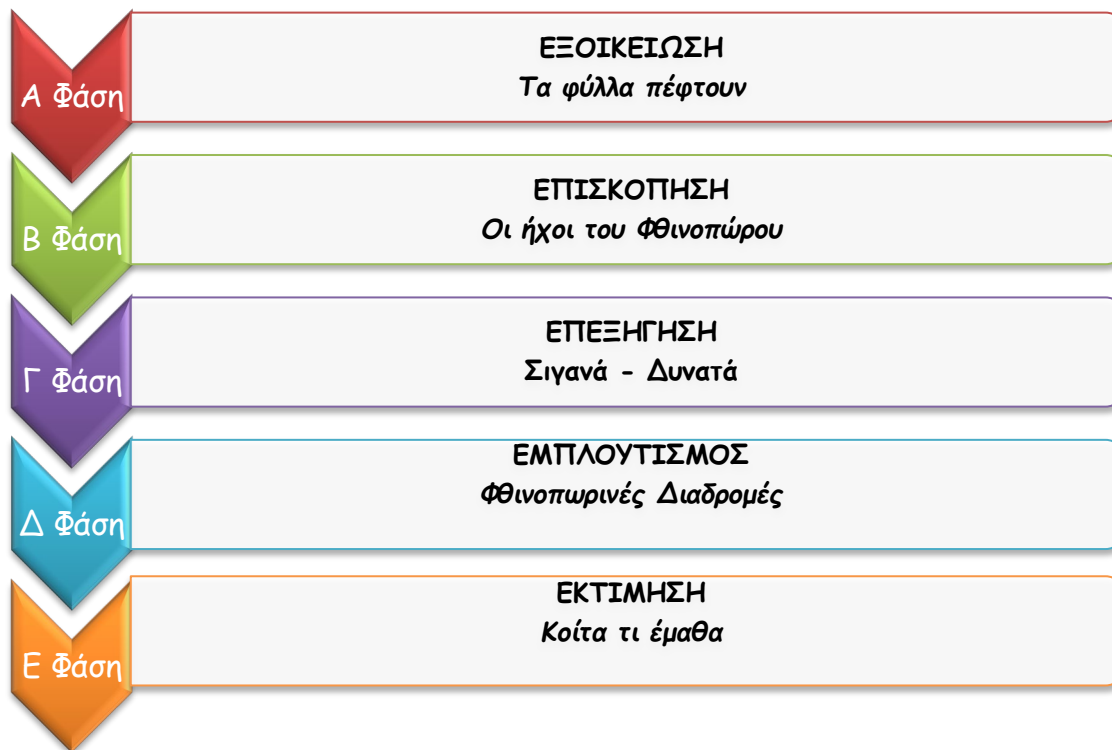 Α Φάση
ΕΞΟΙΚΕΙΩΣΗ
Τα φύλλα πέφτουν
Β Φάση
ΕΠΙΣΚΟΠΗΣΗ
Οι ήχοι του Φθινοπώρου
Γ Φάση
ΕΠΕΞΗΓΗΣΗ
Σιγανά - Δυνατά
Δ Φάση
ΕΜΠΛΟΥΤΙΣΜΟΣ
Φθινοπωρινές Διαδρομές
Ε Φάση
ΕΚΤΙΜΗΣΗ
Κοίτα τι έμαθα